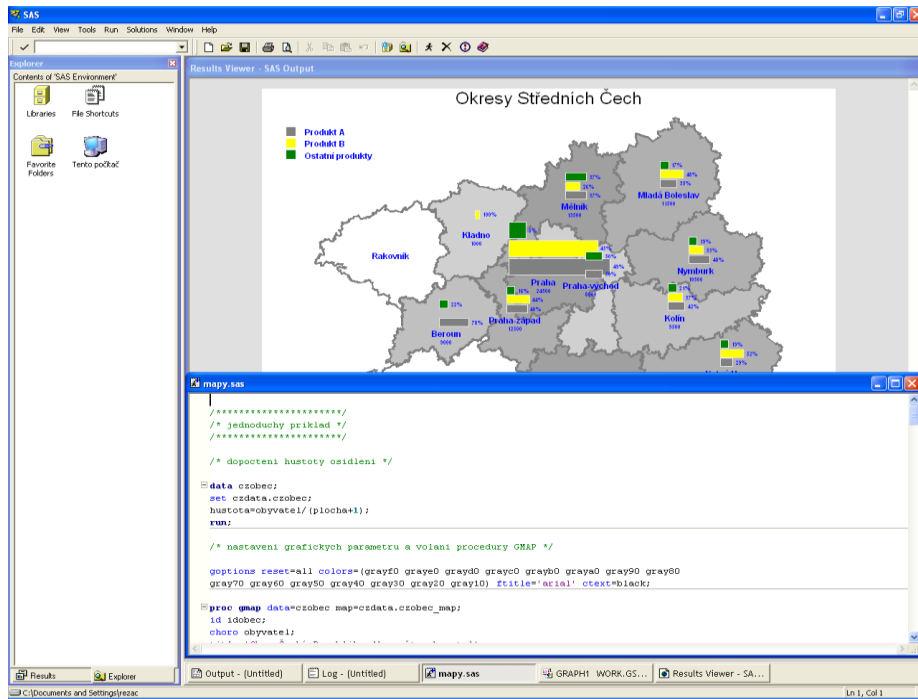 SAS
File Edit View Tools Run Solutions Window Help
Explorer
Contents of 'SAS Environment'
Libraries
File Shortcuts
Favorite Folders
Tento počítač
Results Viewer - SAS Output
Okresy Středních Čech
Produkt A
Produkt B
Ostatní produkty
Mělník
Mladá Boleslav
Kladno
100%
Rakovník
Nymburk
Praha
Praha-východ
Praha-západ
Kolín
Beroun
9000
mapy.sas
/**********************/
/* jednoduchy priklad */
/**********************/
/* dopocteni hustoty osidleni */
data czobec;
set czdata.czobec;
hustota=obyvatel/(plocha+1);
run;
/* nastaveni grafickych parametru a volani procedury GMAP */
goptions reset=all colors=(grayf0 graye0 grayd0 grayc0 grayb0 graya0 gray90 gray80
gray70 gray60 gray50 gray40 gray30 gray20 gray10) ftitle='arial' ctext=black;
proc gmap data=czobec map=czdata.czobec_map;
id idobec;
choro obyvatel;
Results
Explorer
Output - (Untitled)
Log - (Untitled)
mapy.sas
GRAPH1 WORK.GS...
Results Viewer - SA...
C:\Documents and Settings\rezac
Ln 1, Col 1